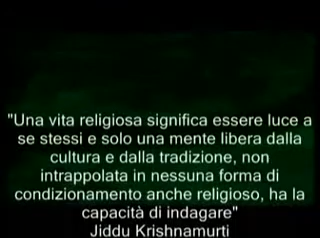 "Una vita religiosa significa essere luce a
se stessi e solo una mente libera dalla
cultura e dalla tradizione, non
intrappolata in nessuna forma di
condizionamento anche religioso, ha la
capacità di indagare"
Jiddu Krishnamurti